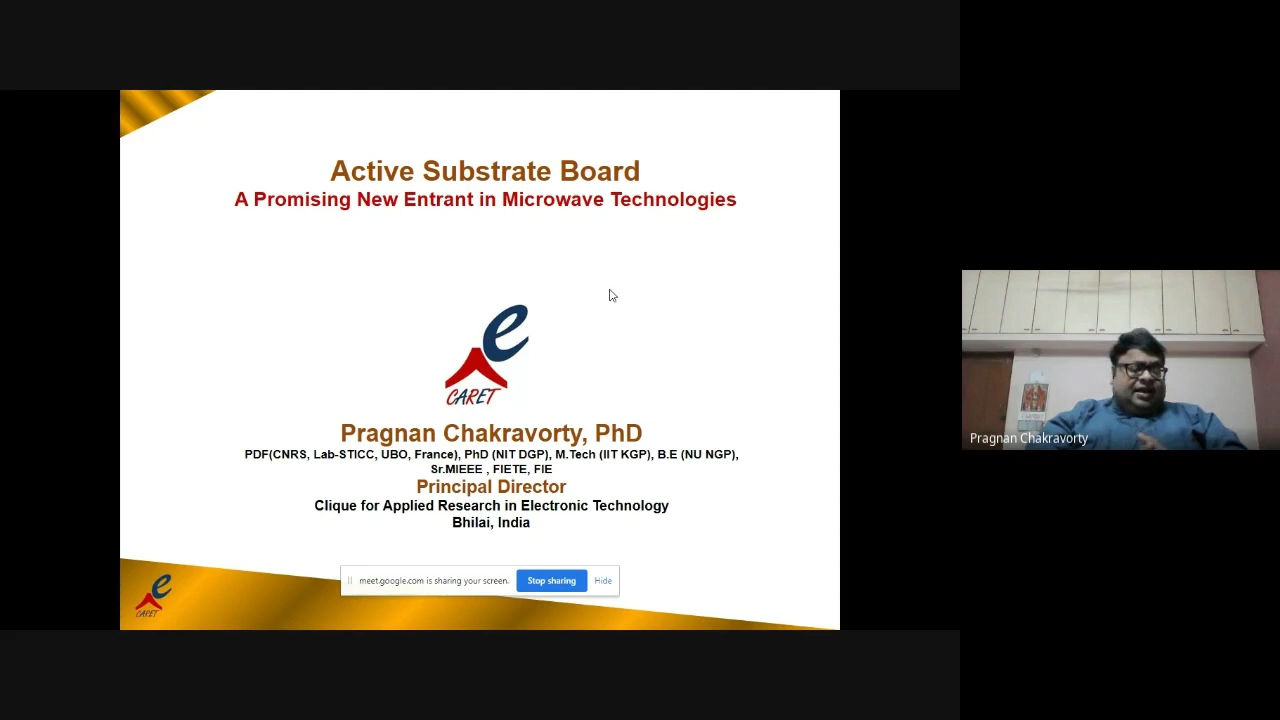 Active Substrate Board
A Promising New Entrant in Microwave Technologies
e
CARET
Pragnan Chakravorty, PhD
PDF(CNRS, Lab-STICC, UBO, France), PhD (NIT DGP), M.Tech (IIT KGP), B.E (NU NGP),
Sr.MIEEE , FIETE, FIE
Principal Director
Clique for Applied Research in Electronic Technology
Bhilai, India
meet.google.com is sharing your screen.
Stop sharing
Hide
e
CARET
Pragnan Chakravorty